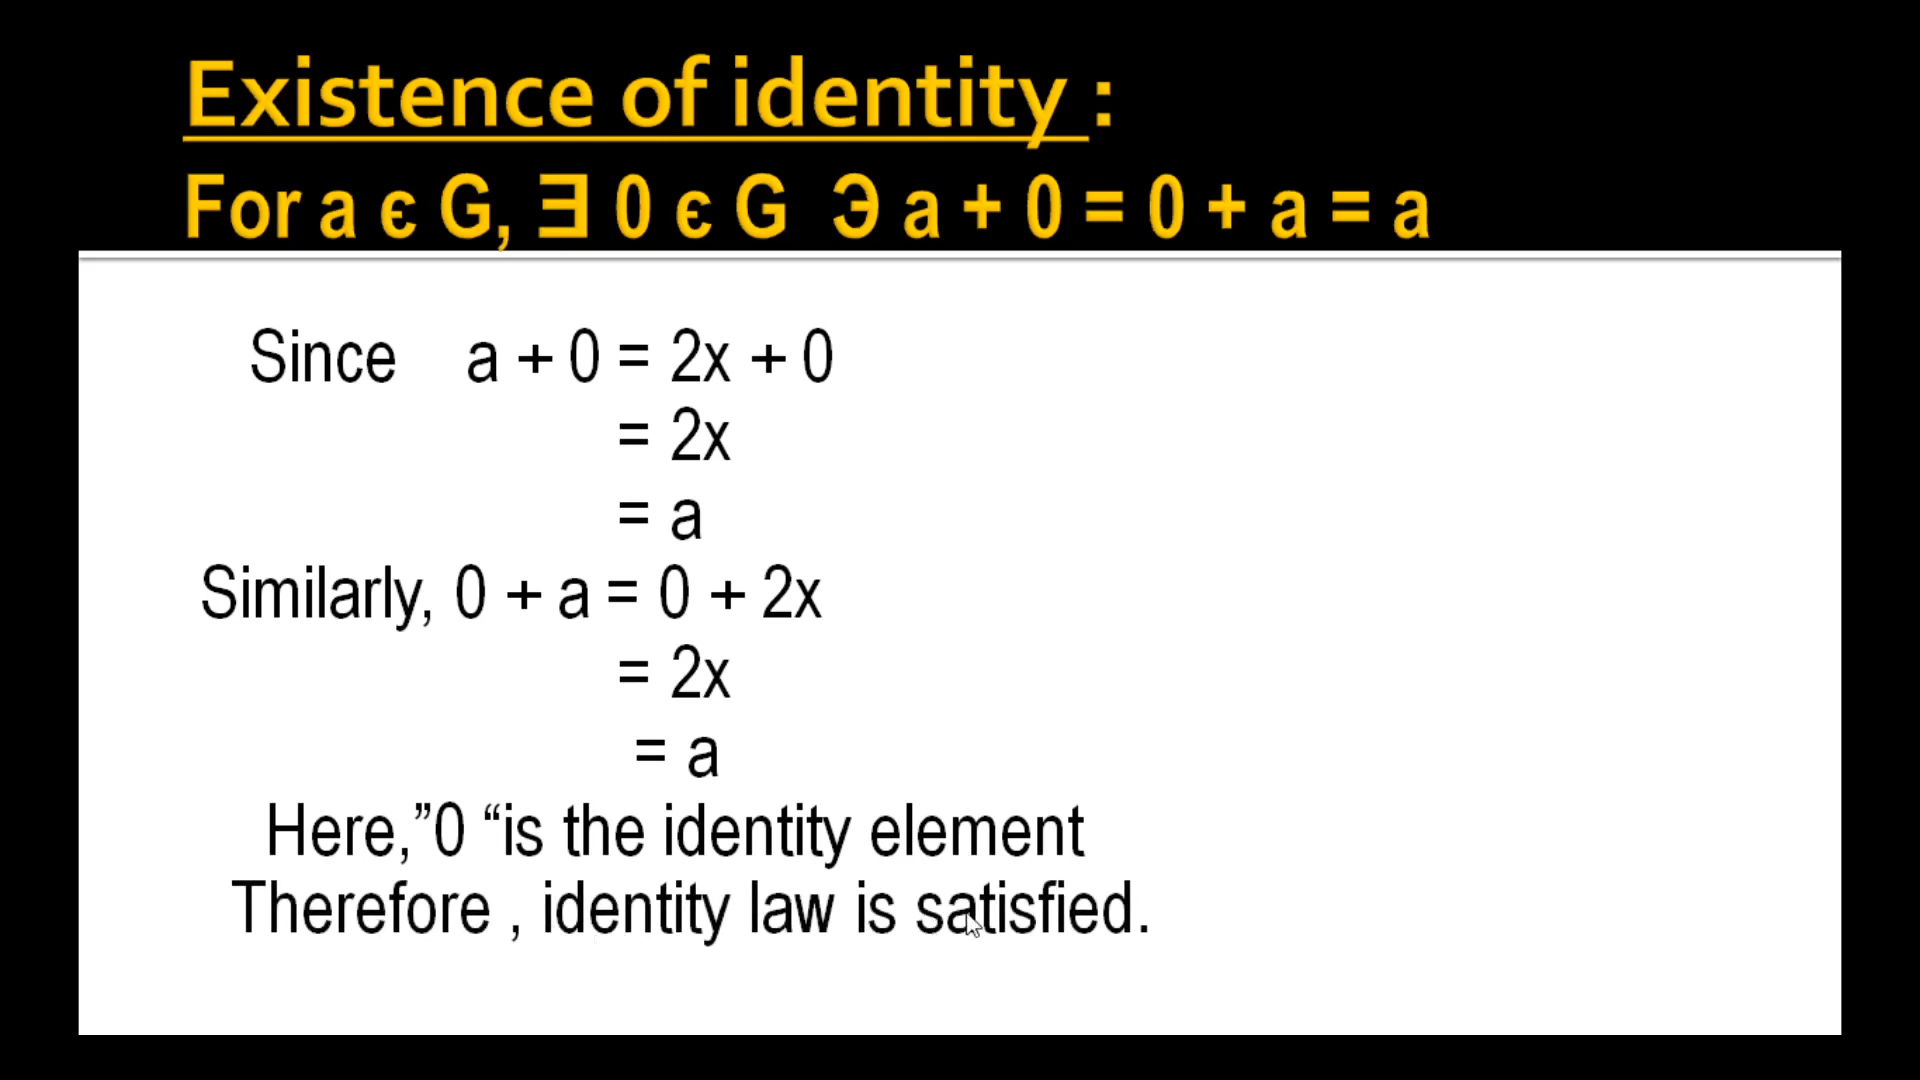 Existence of identity :
For a є G, ∃ 0 є G Э a + 0 = 0 + a = a
Since a + 0 = 2x + 0
= 2x
= a
Similarly, 0 + a = 0 + 2x
= 2x
= a
Here,”0 “is the identity element
Therefore , identity law is satisfied.